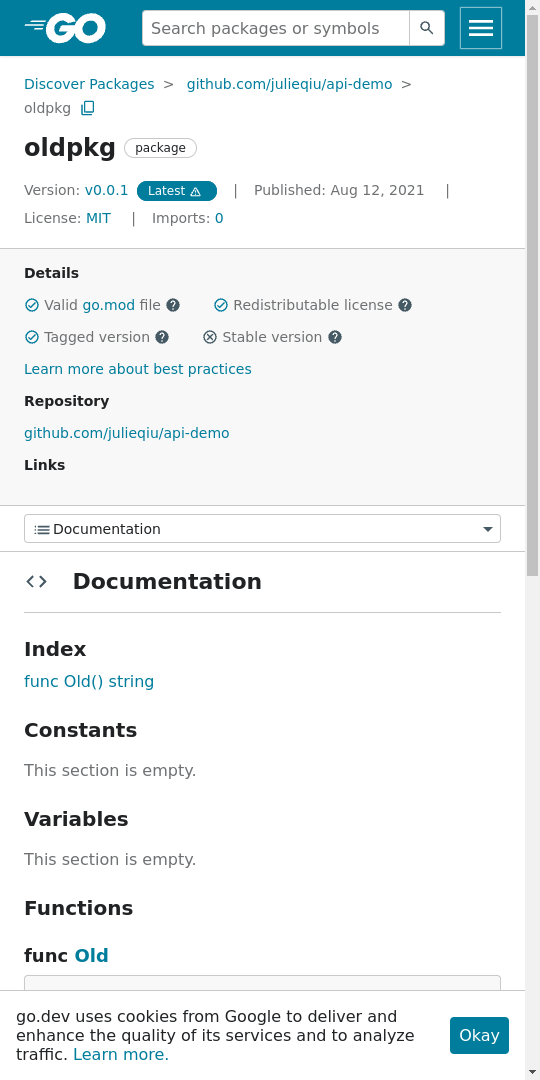 GO
Search packages or symbols
Discover Packages > github.com/julieqiu/api-demo >
oldpkg
oldpkg package
Version: v0.0.1 Latest | Published: Aug 12, 2021 |
License: MIT | Imports: 0
Details
Valid go.mod file Redistributable license
Tagged version Stable version
Learn more about best practices
Repository
github.com/julieqiu/api-demo
Links
Documentation
Documentation
Index
func Old() string
Constants
This section is empty.
Variables
This section is empty.
Functions
func Old
go.dev uses cookies from Google to deliver and
enhance the quality of its services and to analyze
traffic. Learn more.
Okay